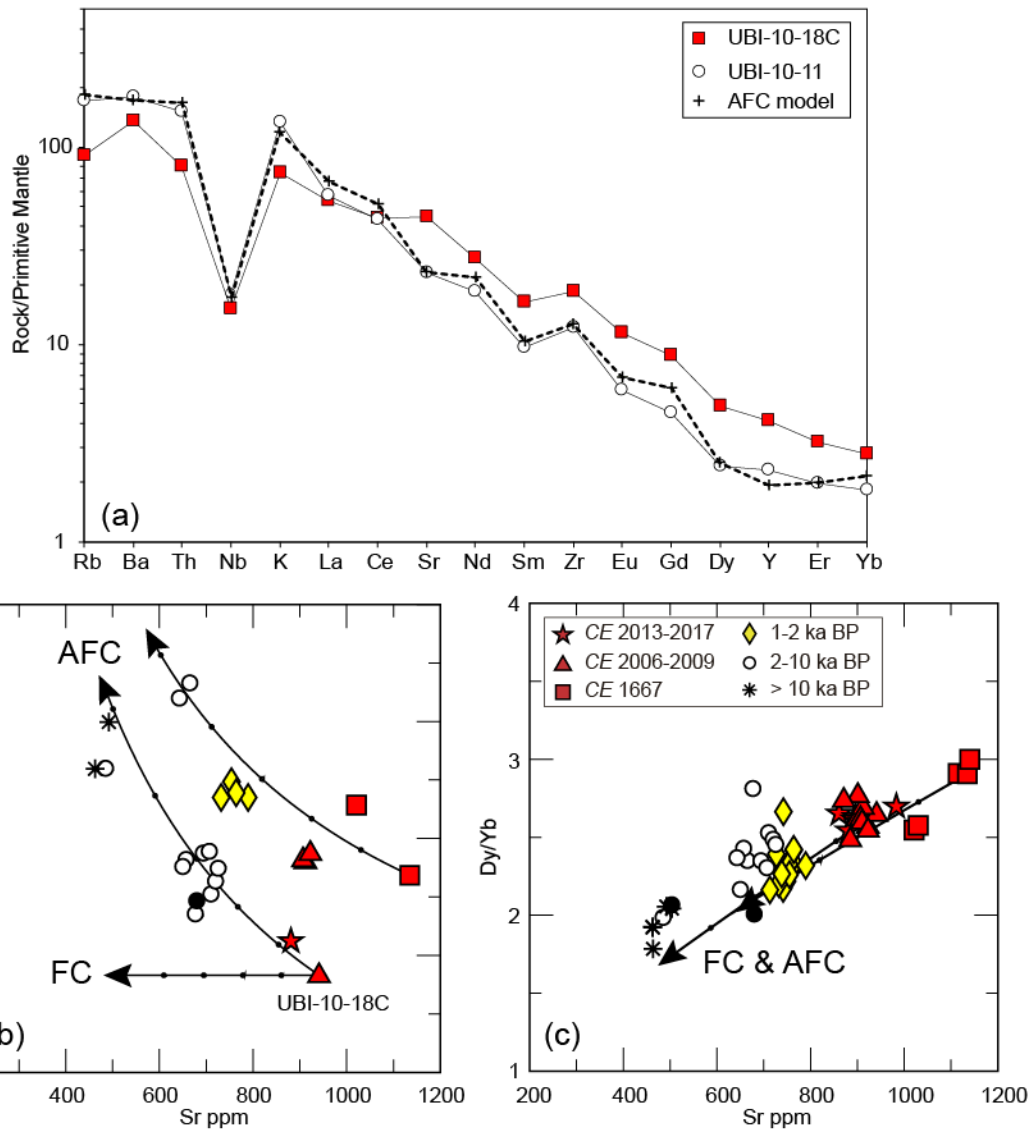 UBI-10-18C
UBI-10-11
AFC model
100
10
1
Rock/Primitive Mantle
(a)
Rb Ba Th Nb K La Ce Sr Nd Sm Zr Eu Gd Dy Y Er Yb
AFC
FC
UBI-10-18C
b)
400 600 800 1000 1200
Sr ppm
4
3
2
1
Dy/Yb
CE 2013-2017
CE 2006-2009
CE 1667
1-2 ka BP
2-10 ka BP
> 10 ka BP
FC & AFC
(c)
200 400 600 800 1000 1200
Sr ppm